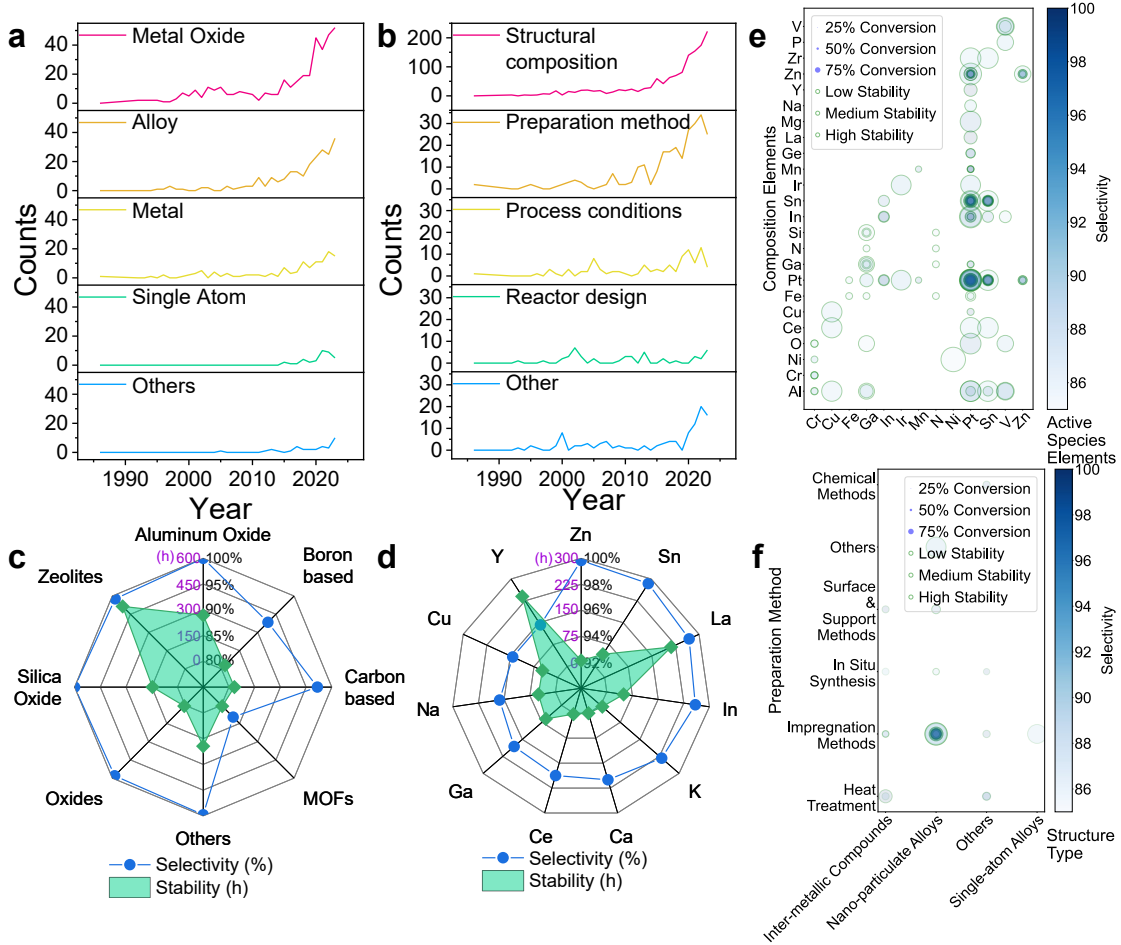 a
Metal Oxide
40
20
0
Alloy
40
20
0
Metal
40
20
0
Single Atom
40
20
0
Others
40
20
0
Counts
1990
2000
2010
2020
Year
b
Structural
composition
200
100
0
Preparation method
30
20
10
0
Process conditions
30
20
10
0
Reactor design
30
20
10
0
Other
30
20
10
0
Counts
1990
2000
2010
2020
Year
c
Aluminum Oxide
Boron
based
Carbon
based
MOFs
Others
Oxides
Silica
Oxide
Zeolites
(h)
600 100%
450 95%
300 90%
150 85%
0 80%
Selectivity (%)
Stability (h)
d
Zn
Sn
La
In
K
Ca
Ce
Ga
Na
Cu
Y
(h)
300 100%
225 98%
150 96%
75 94%
0 92%
Selectivity (%)
Stability (h)
e
25% Conversion
50% Conversion
75% Conversion
Low Stability
Medium Stability
High Stability
Composition Elements
V
P
Zr
Zn
Y
Na
Mg
La
Ge
Mn
Ir
Sn
In
Si
N
Ga
Pt
Fe
Cu
Ce
O
Ni
Cr
Al
Cr
Cu
Fe
Ga
In
Ir
Mn
N
Ni
Pt
Sn
V
Zn
Active
Species
Elements
100
98
96
94
92
90
88
86
Selectivity
f
25% Conversion
50% Conversion
75% Conversion
Low Stability
Medium Stability
High Stability
Preparation Method
Chemical
Methods
Others
Surface
&
Support
Methods
In Situ
Synthesis
Impregnation
Methods
Heat
Treatment
Inter-metallic Compounds
Nano-particulate Alloys
Others
Single-atom Alloys
Structure
Type
100
98
96
94
92
90
88
86
Selectivity